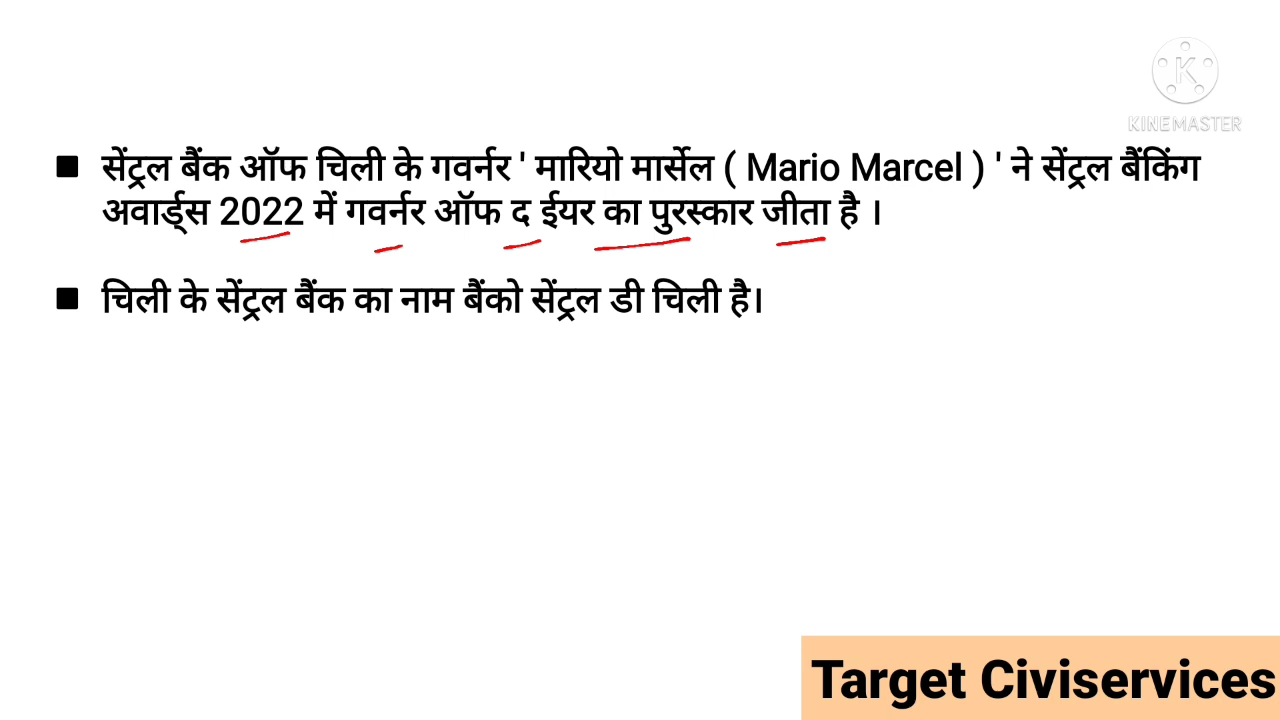 KINEMASTER
■ सेंट्रल बैंक ऑफ चिली के गवर्नर ' मारियो मार्सेल ( Mario Marcel ) ' ने सेंट्रल बैंकिंग
अवार्ड्स 2022 में गवर्नर ऑफ द ईयर का पुरस्कार जीता है ।
■ चिली के सेंट्रल बैंक का नाम बैंको सेंट्रल डी चिली है।
Target Civiservices